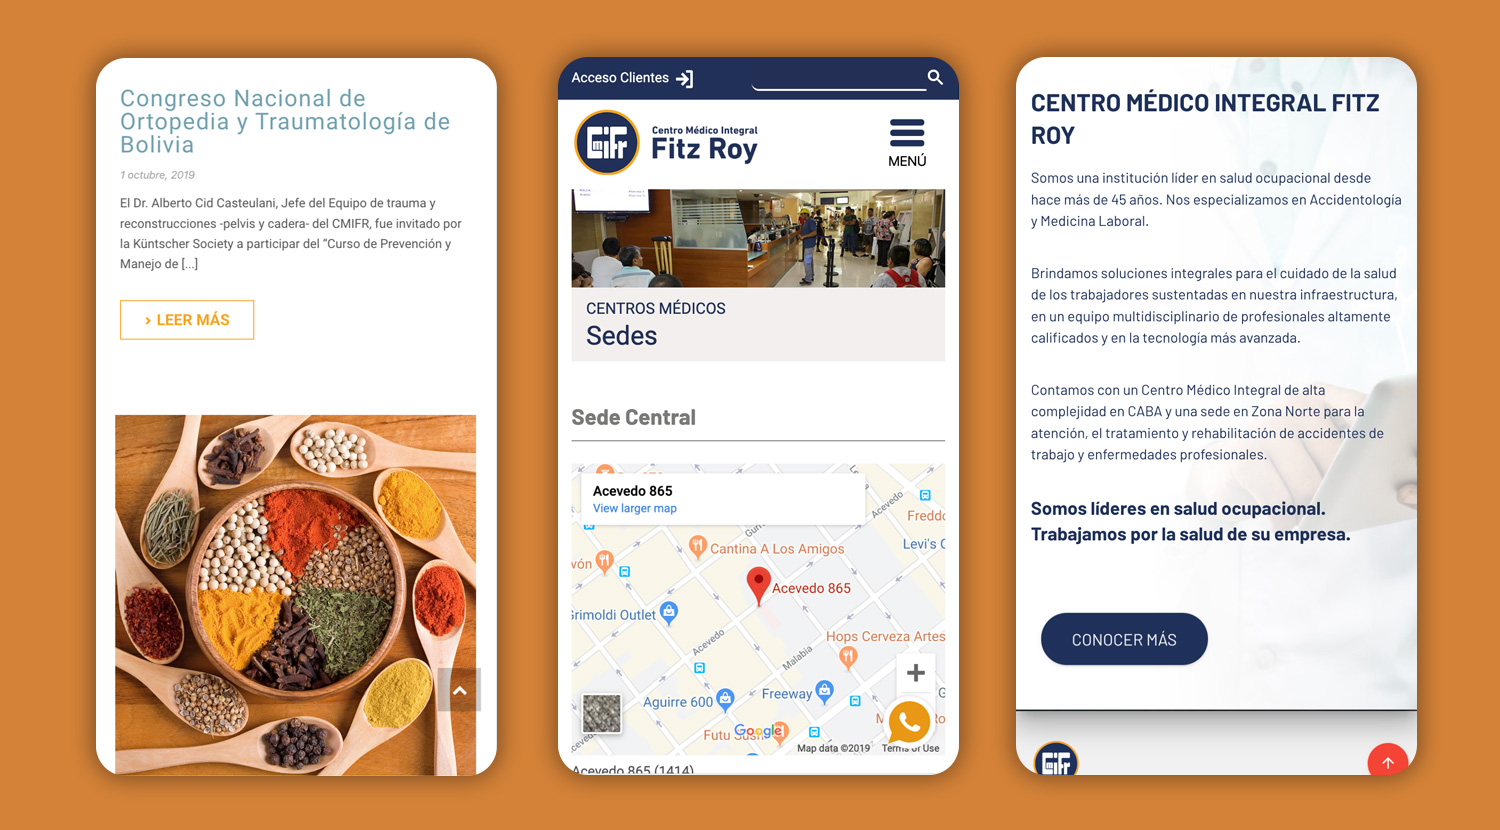 Congreso Nacional de
Ortopedia y Traumatología de
Bolivia
1 octubre, 2019
El Dr. Alberto Cid Casteulani, Jefe del Equipo de trauma y
reconstrucciones -pelvis y cadera- del CMIFR, fue invitado por
la Küntscher Society a participar del “Curso de Prevención y
Manejo de [...]
› LEER MÁS
Acceso Clientes
CmiFr
Centro Médico Integral
Fitz Roy
MENÚ
CENTROS MÉDICOS
Sedes
Sede Central
Acevedo 865
View larger map
Freddo
Levi's
Cantina A Los Amigos
Acevedo 865
Grimoldi Outlet
Acevedo
Malabia
Hops Cerveza Artes
Aguirre 600
Freeway
Futu Sushi
Google
Map data ©2019
Terms of Use
Acevedo 865 (1414)
CENTRO MÉDICO INTEGRAL FITZ
ROY
Somos una institución líder en salud ocupacional desde
hace más de 45 años. Nos especializamos en Accidentología
y Medicina Laboral.
Brindamos soluciones integrales para el cuidado de la salud
de los trabajadores sustentadas en nuestra infraestructura,
en un equipo multidisciplinario de profesionales altamente
calificados y en la tecnología más avanzada.
Contamos con un Centro Médico Integral de alta
complejidad en CABA y una sede en Zona Norte para la
atención, el tratamiento y rehabilitación de accidentes de
trabajo y enfermedades profesionales.
Somos líderes en salud ocupacional.
Trabajamos por la salud de su empresa.
CONOCER MÁS
CmiFr